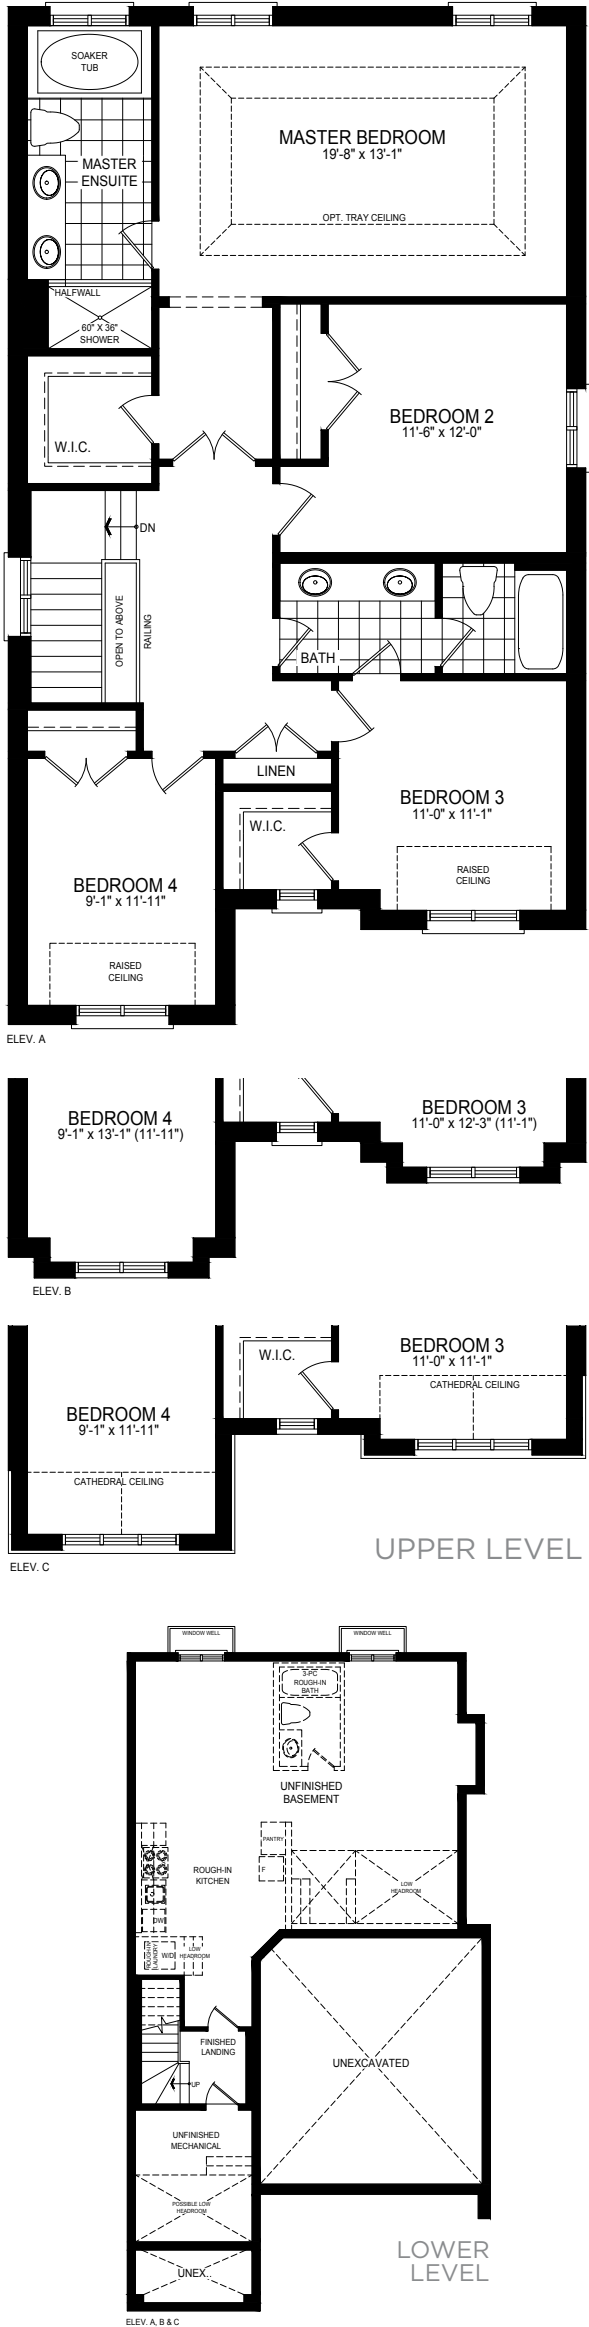 SOAKER
TUB
MASTER
ENSUITE
MASTER BEDROOM
19'-8" x 13'-1"
OPT. TRAY CEILING
HALFWALL
60" X 36"
SHOWER
W.I.C.
BEDROOM 2
11'-6" x 12'-0"
DN
OPEN TO ABOVE
RAILING
BATH
LINEN
W.I.C.
BEDROOM 3
11'-0" x 11'-1"
RAISED
CEILING
BEDROOM 4
9'-1" x 11'-11"
RAISED
CEILING
ELEV. A
BEDROOM 4
9'-1" x 13'-1" (11'-11")
BEDROOM 3
11'-0" x 12'-3" (11'-1")
ELEV. B
W.I.C.
BEDROOM 3
11'-0" x 11'-1"
CATHEDRAL CEILING
BEDROOM 4
9'-1" x 11'-11"
CATHEDRAL CEILING
ELEV. C
UPPER LEVEL
WINDOW WELL
WINDOW WELL
3-PC
ROUGH-IN
BATH
UNFINISHED
BASEMENT
PANTRY
F
ROUGH-IN
KITCHEN
LOW
HEADROOM
DW
ROUGH-IN
LAUNDRY
W/D
LOW
HEADROOM
FINISHED
LANDING
UP
UNEXCAVATED
UNFINISHED
MECHANICAL
POSSIBLE LOW
HEADROOM
UNEX..
LOWER
LEVEL
ELEV. A, B & C